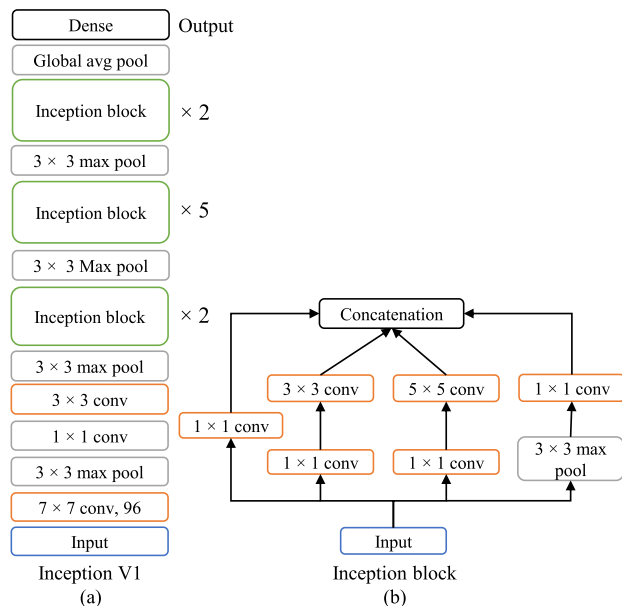 Dense Output
Global avg pool
Inception block × 2
3 × 3 max pool
Inception block × 5
3 × 3 Max pool
Inception block × 2
3 × 3 max pool
3 × 3 conv
1 × 1 conv
3 × 3 max pool
7 × 7 conv, 96
Input
Inception V1
(a)
Concatenation
3 × 3 conv
5 × 5 conv
1 × 1 conv
1 × 1 conv
1 × 1 conv
1 × 1 conv
3 × 3 max
pool
Input
Inception block
(b)